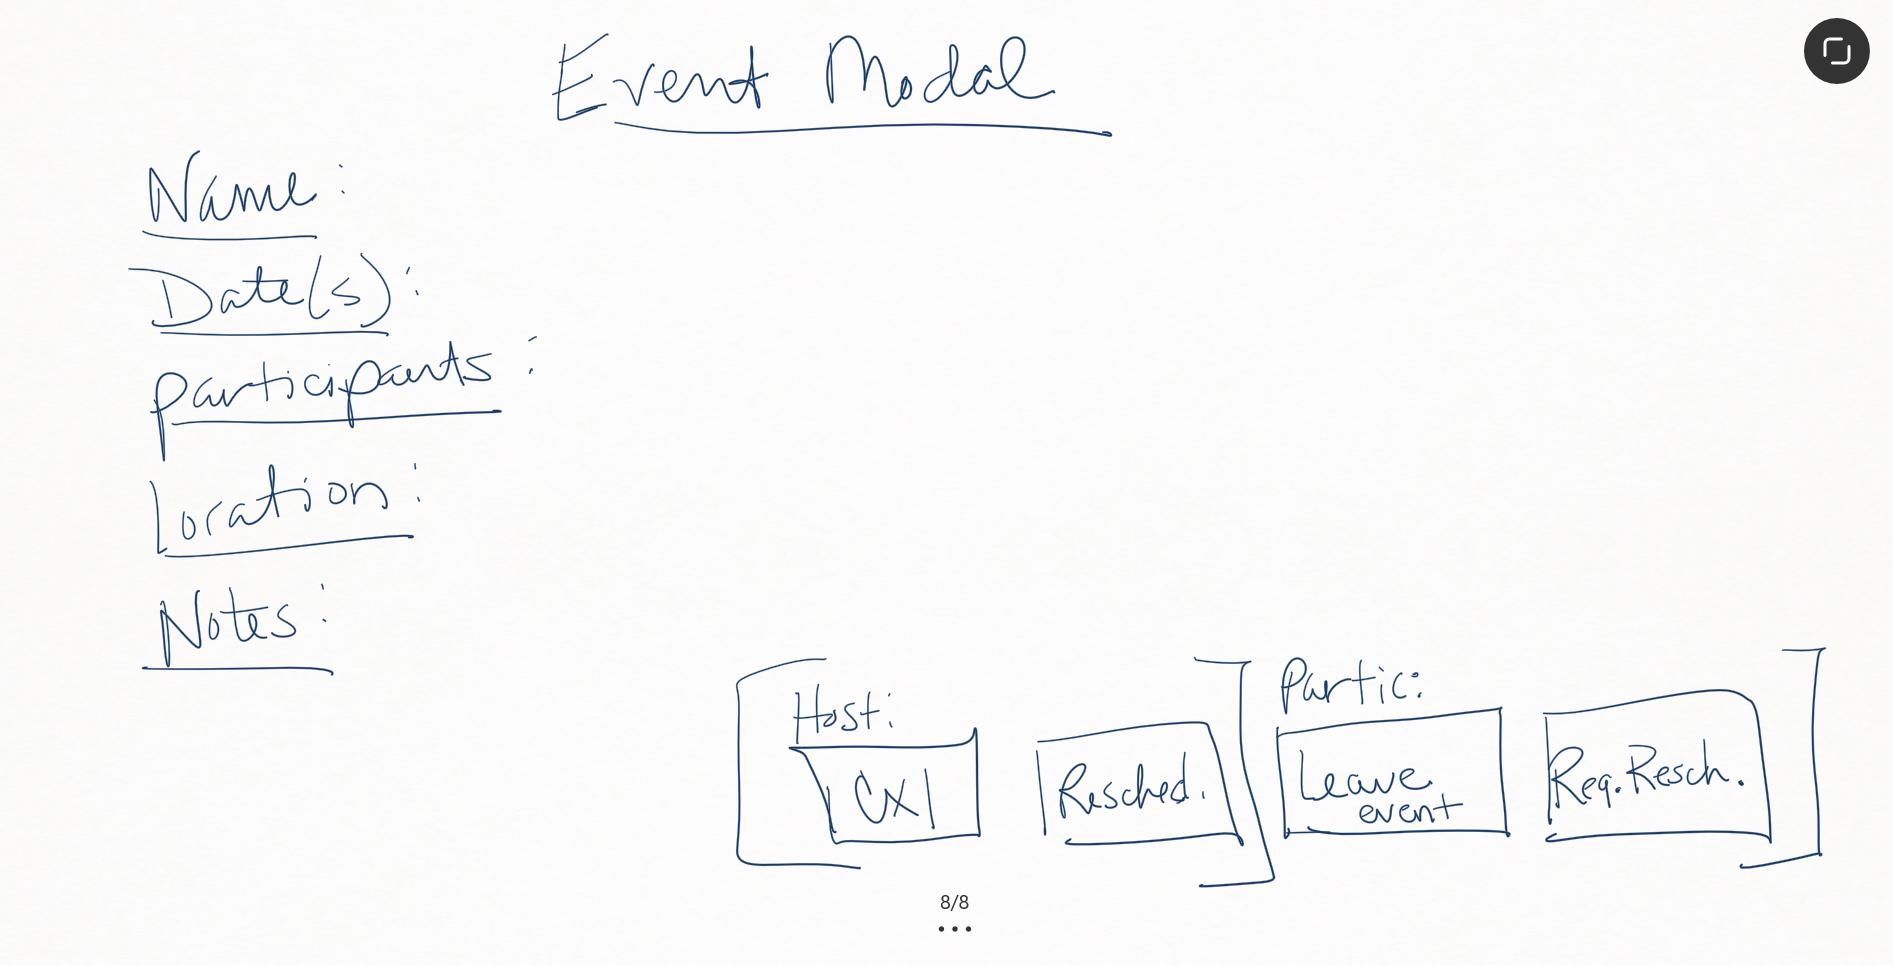 Event Modal
Name:
Date(s):
Participants:
Location:
Notes:
Host:
Partic:
CXl
Resched.
Leave event
Req. Resch.
8/8